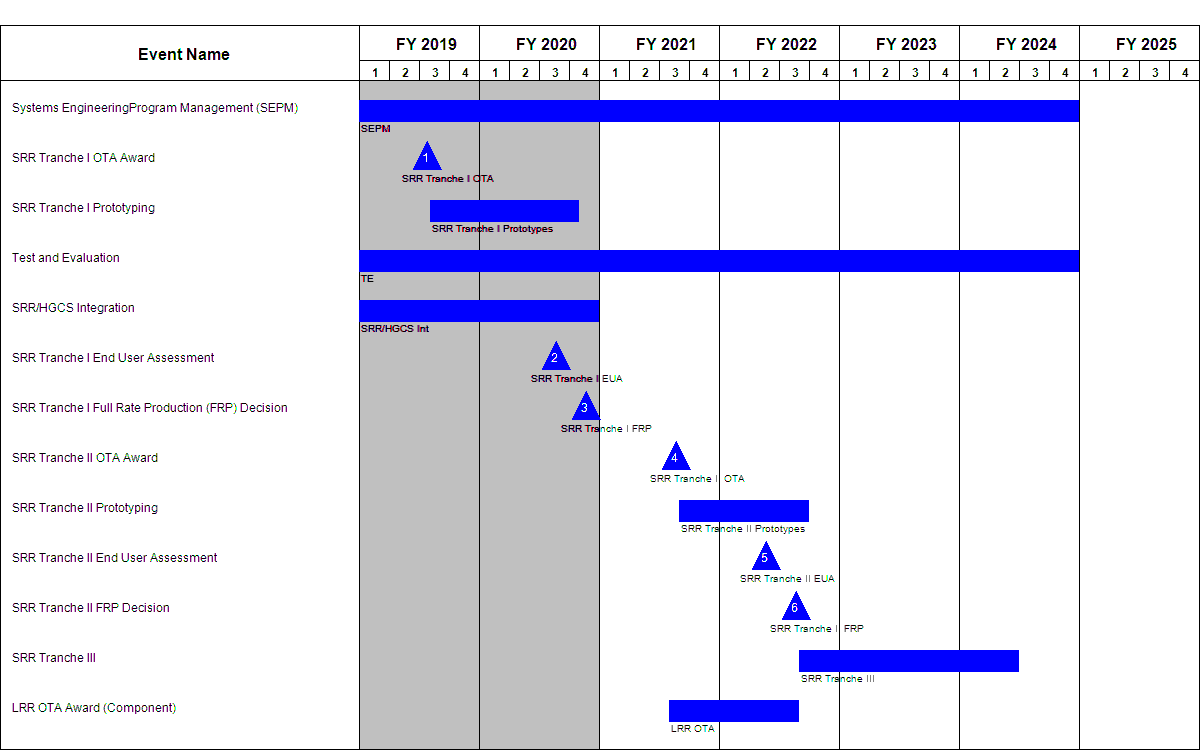 Event Name FY 2019 FY 2020 FY 2021 FY 2022 FY 2023 FY 2024 FY 2025
1 2 3 4 1 2 3 4 1 2 3 4 1 2 3 4 1 2 3 4 1 2 3 4 1 2 3 4
Systems EngineeringProgram Management (SEPM)
SEPM
SRR Tranche I OTA Award 1
SRR Tranche I OTA
SRR Tranche I Prototyping
SRR Tranche I Prototypes
Test and Evaluation
TE
SRR/HGCS Integration
SRR/HGCS Int
SRR Tranche I End User Assessment 2
SRR Tranche II EUA
SRR Tranche I Full Rate Production (FRP) Decision 3
SRR Tranche I FRP
SRR Tranche II OTA Award 4
SRR Tranche I OTA
SRR Tranche II Prototyping
SRR Tranche II Prototypes
SRR Tranche II End User Assessment 5
SRR Tranche II EUA
SRR Tranche II FRP Decision 6
SRR Tranche I FRP
SRR Tranche III
SRR Tranche III
LRR OTA Award (Component)
LRR OTA